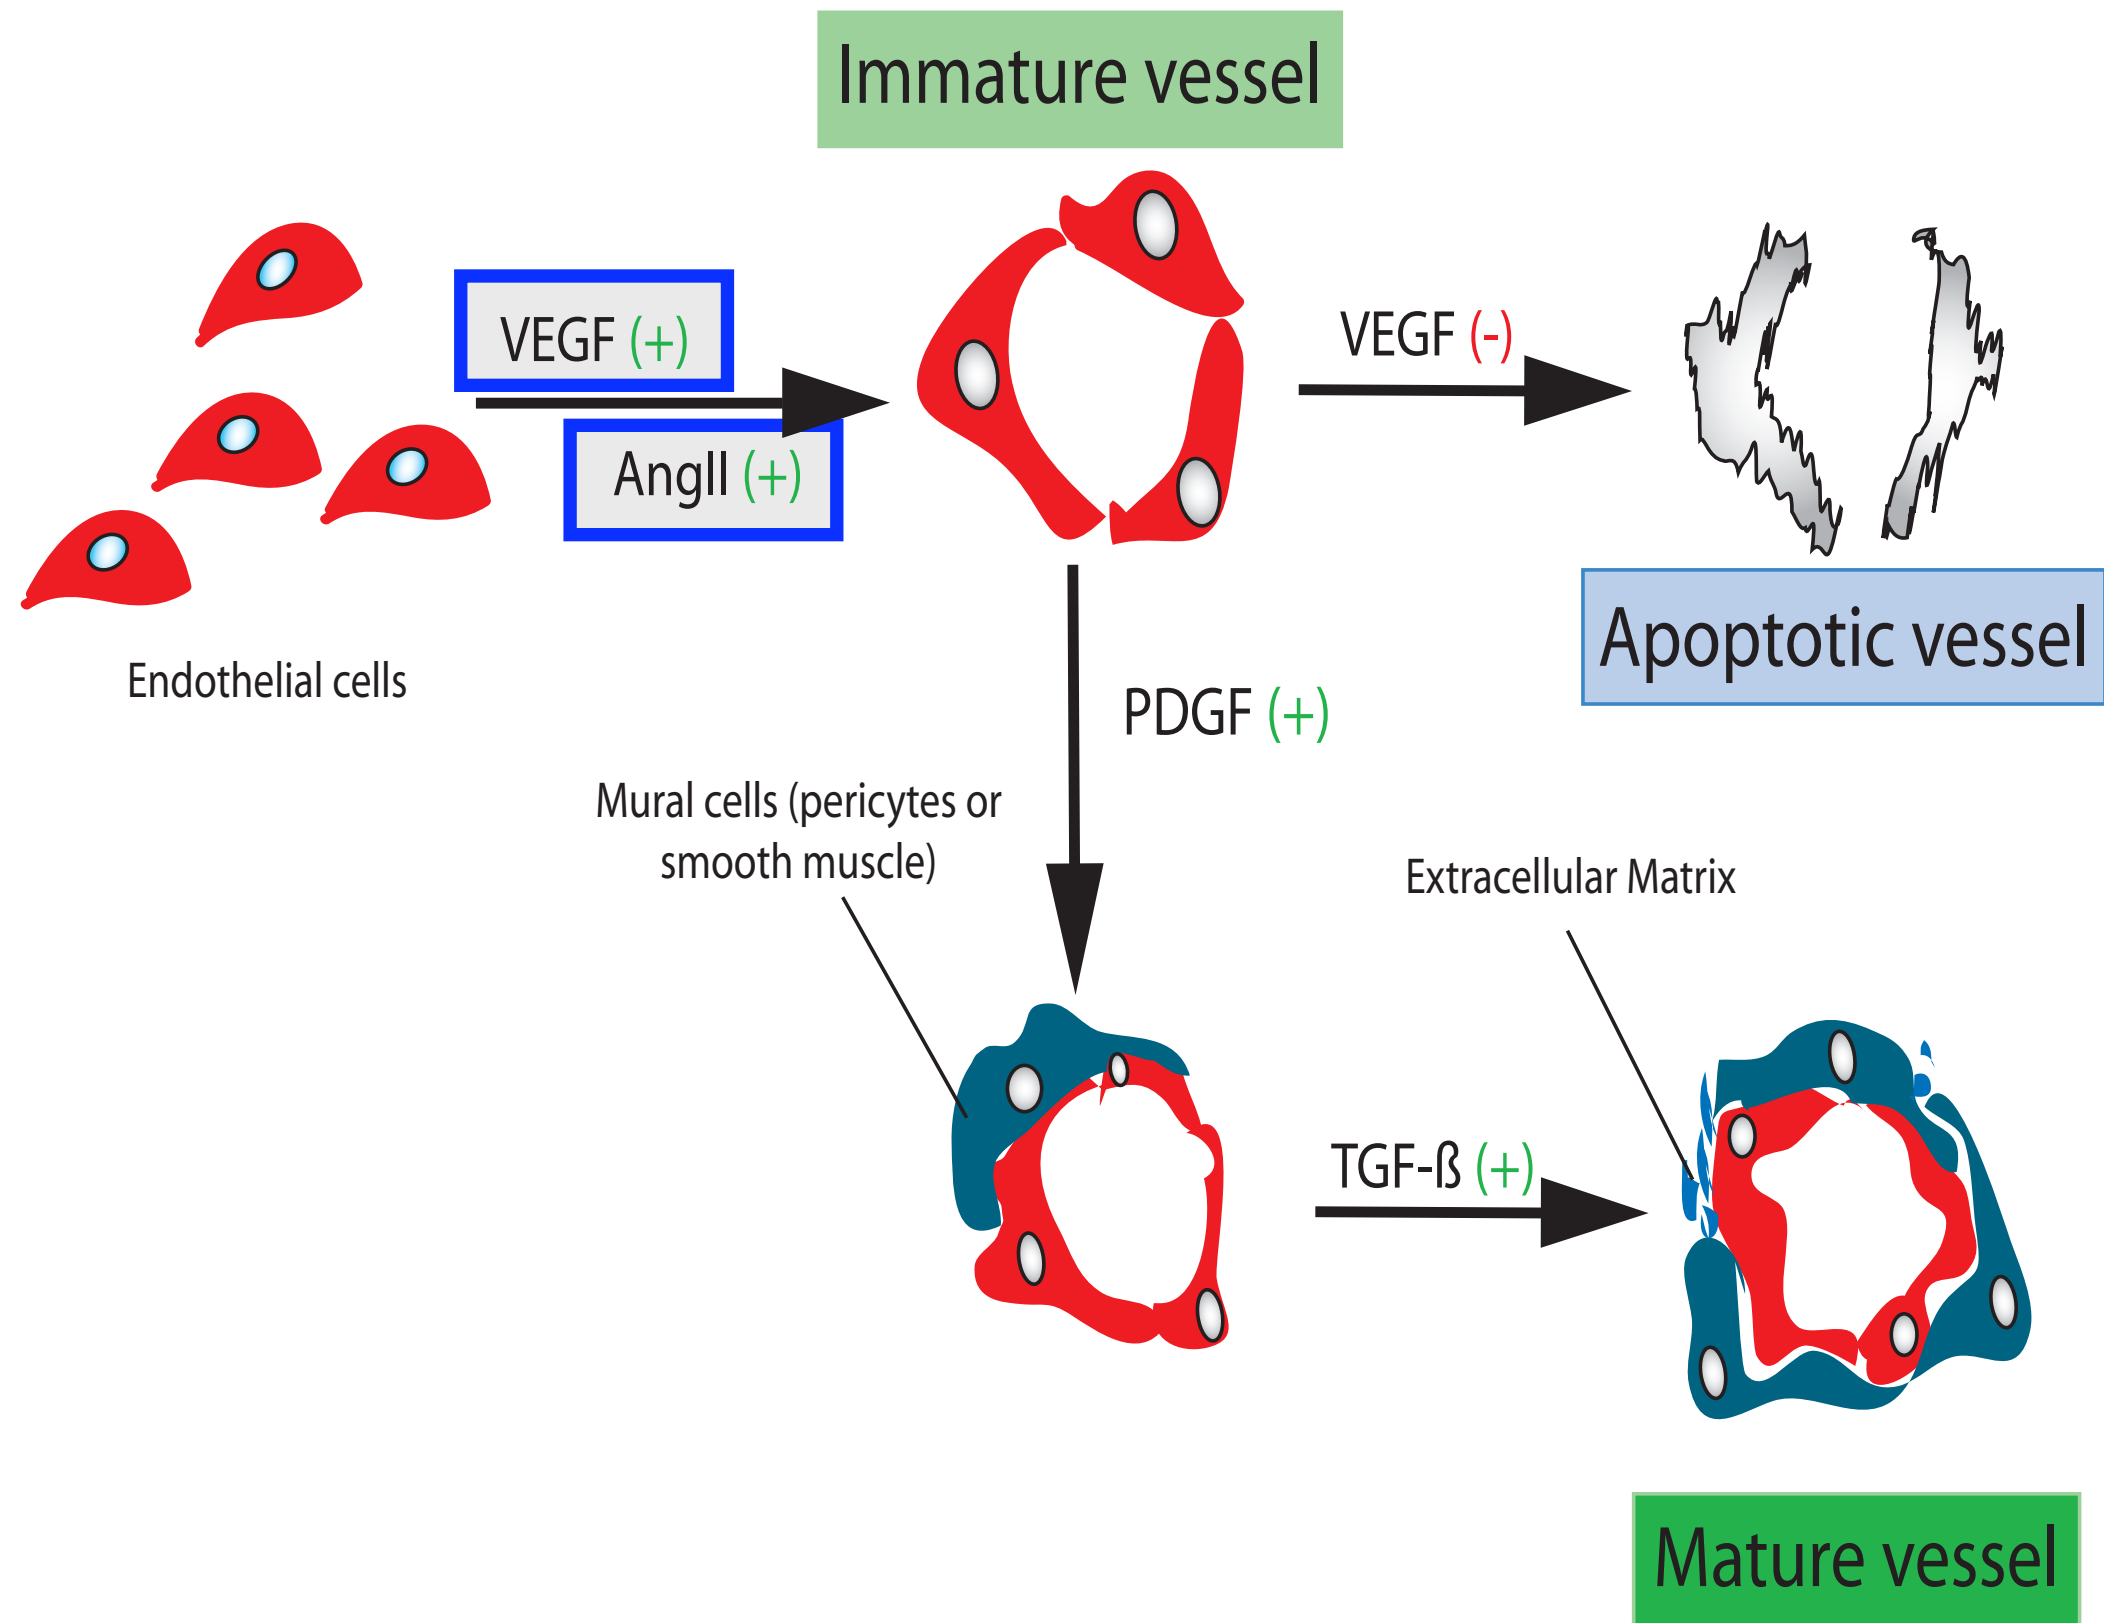 Immature vessel
VEGF (+)
AngII (+)
VEGF (-)
Endothelial cells
Apoptotic vessel
PDGF (+)
Mural cells (pericytes or
smooth muscle)
Extracellular Matrix
TGF-ß (+)
Mature vessel